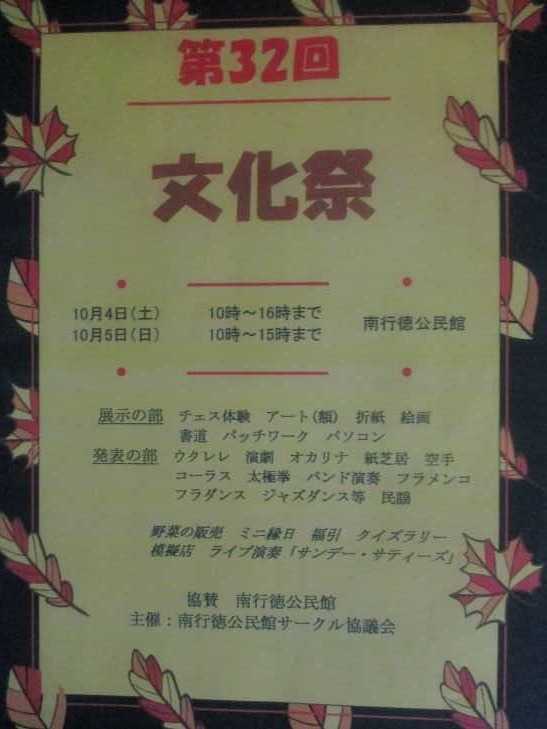 第32回
文化祭
10月4日(土) 10時～16時まで
10月5日(日) 10時～15時まで
南行徳公民館
展示の部 チェス体験 アート(額) 折紙 絵画
書道 パッチワーク パソコン
発表の部 ウクレレ 演劇 オカリナ 紙芝居 空手
コーラス 太極拳 バンド演奏 フラメンコ
フラダンス ジャズダンス等 民謡
野菜の販売 ミニ縁日 福引 クイズラリー
模擬店 ライブ演奏「サンデー・サティーズ」
協賛 南行徳公民館
主催：南行徳公民館サークル協議会